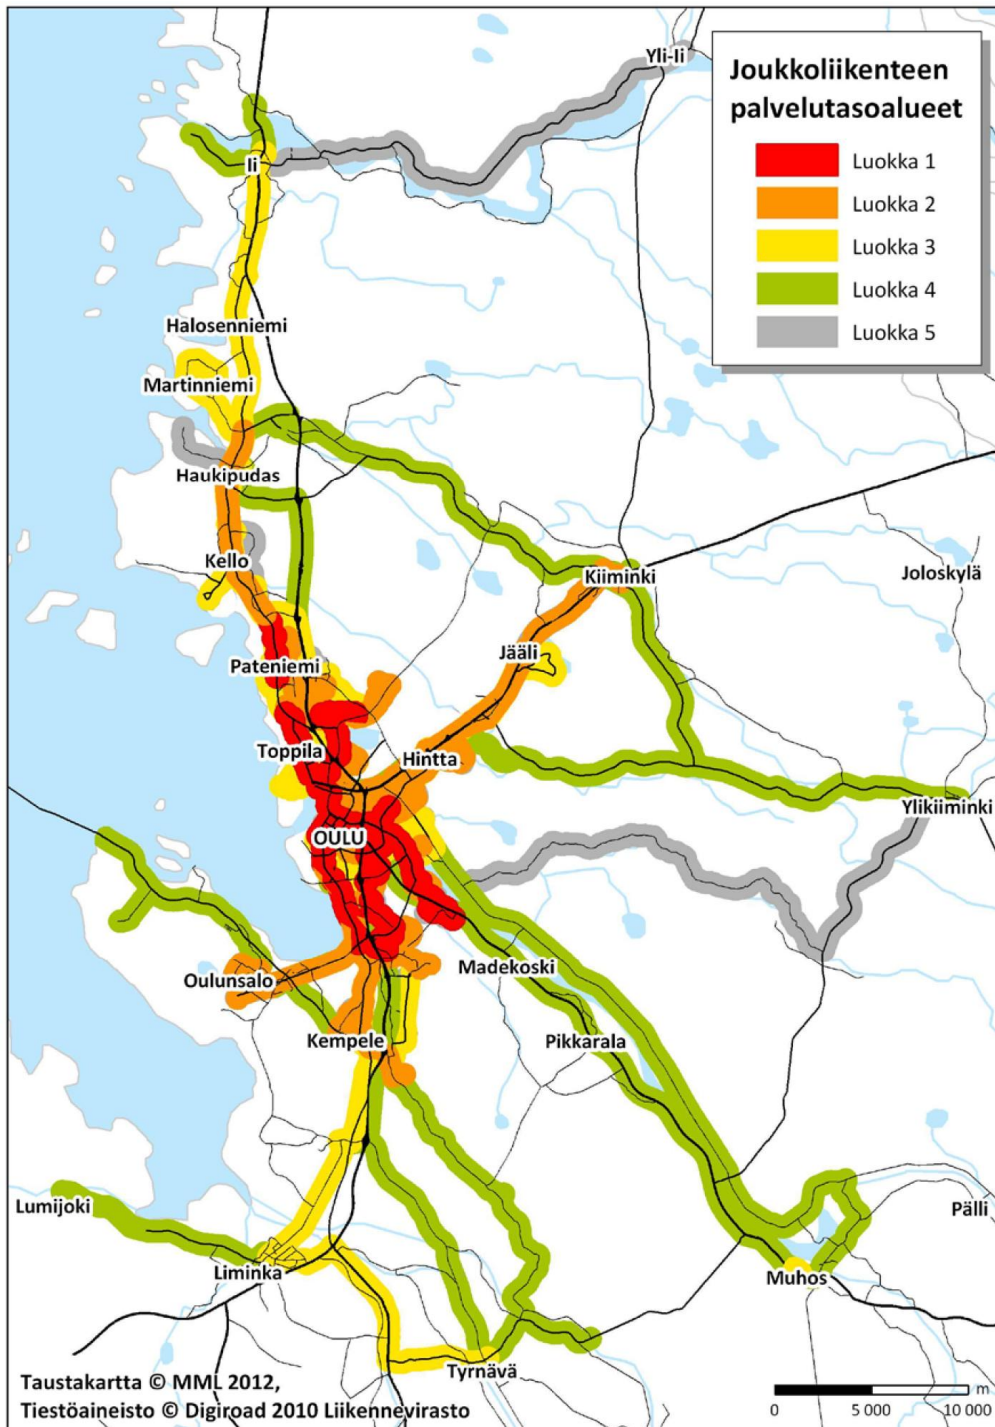 Yli-Ii
Joukkoliikenteen
palvelutasoalueet
Luokka 1
Luokka 2
Luokka 3
Luokka 4
Luokka 5
Ii
Halosenniemi
Martinniemi
Haukipudas
Kello
Kiiminki
Joloskylä
Jääli
Pateniemi
Toppila
Hintta
Ylikiiminki
OULU
Madekoski
Oulunsalo
Kempele
Pikkarala
Lumijoki
Pälli
Liminka
Muhos
Tyrnävä
Taustakartta © MML 2012,
Tiestöaineisto © Digiroad 2010 Liikennevirasto
m
0 5 000 10 000